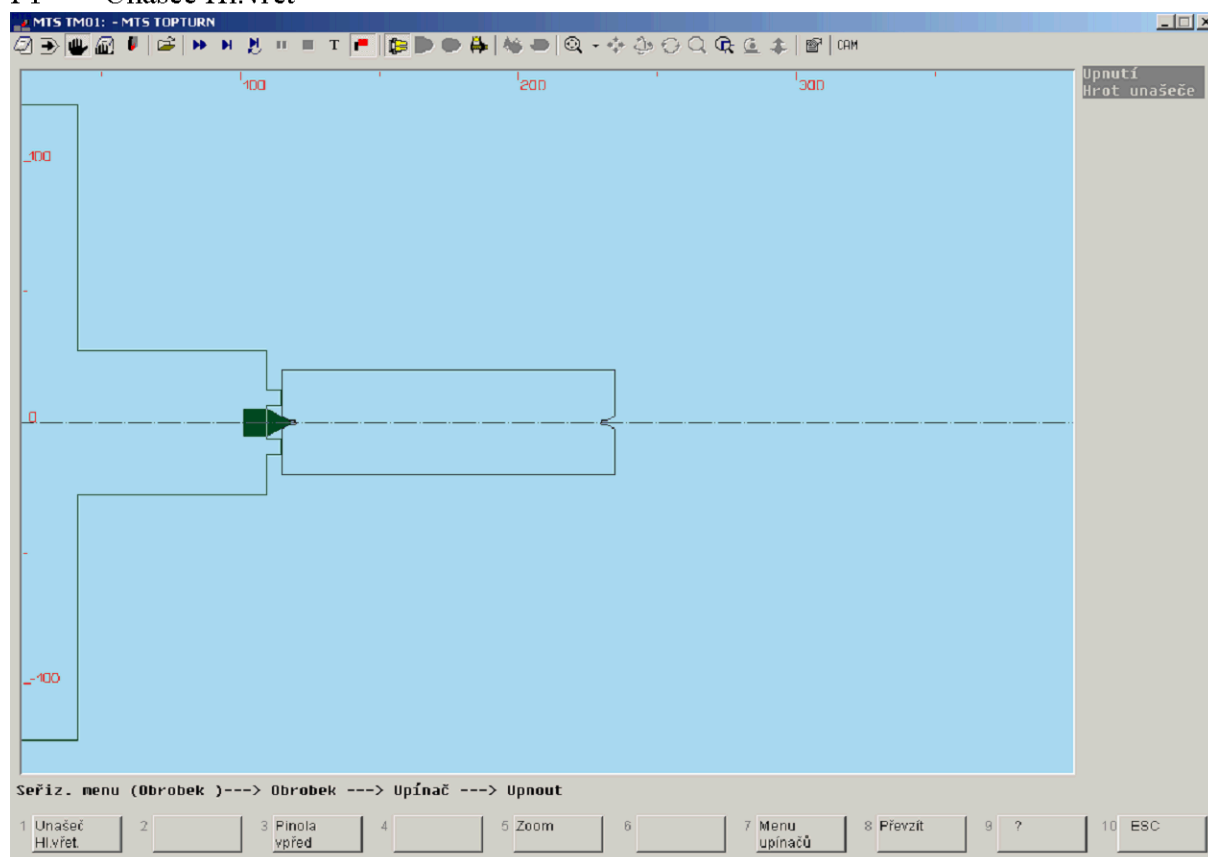 MTS TM01: - MTS TOPTURN
T
CAM
Upnutí
Hrot unašeče
100
200
300
100
0
-100
Seřiz. menu (Obrobek )---> Obrobek ---> Upínač ---> Upnout
1 Unašeč
Hl.vřet.
2
3 Pinola
vpřed
4
5 Zoom
6
7 Menu
upínačů
8 Převzít
9 ?
10 ESC